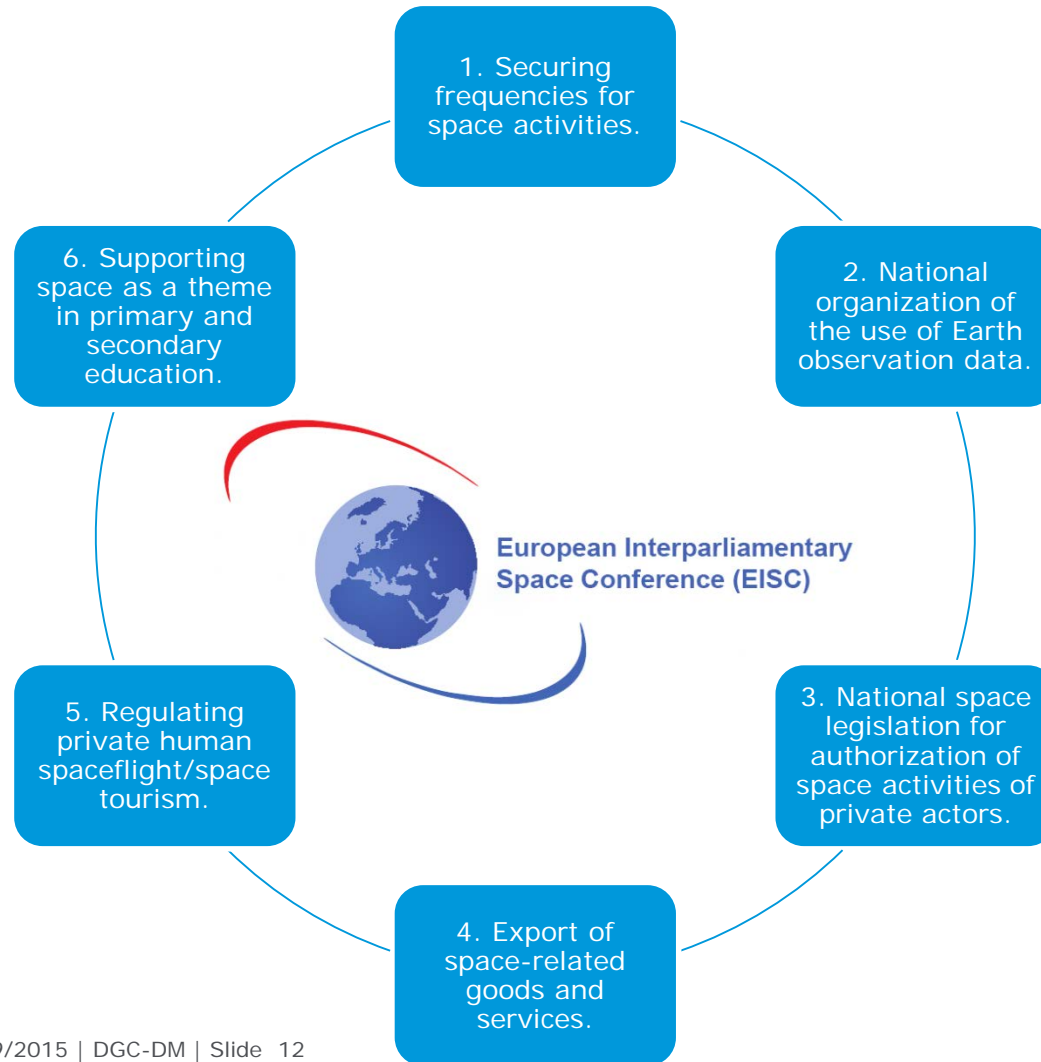 1. Securing
frequencies for
space activities.
2. National
organization of
the use of Earth
observation data.
3. National space
legislation for
authorization of
space activities of
private actors.
4. Export of
space-related
goods and
services.
5. Regulating
private human
spaceflight/space
tourism.
6. Supporting
space as a theme
in primary and
secondary
education.
European Interparliamentary
Space Conference (EISC)
9/2015 | DGC-DM | Slide 12